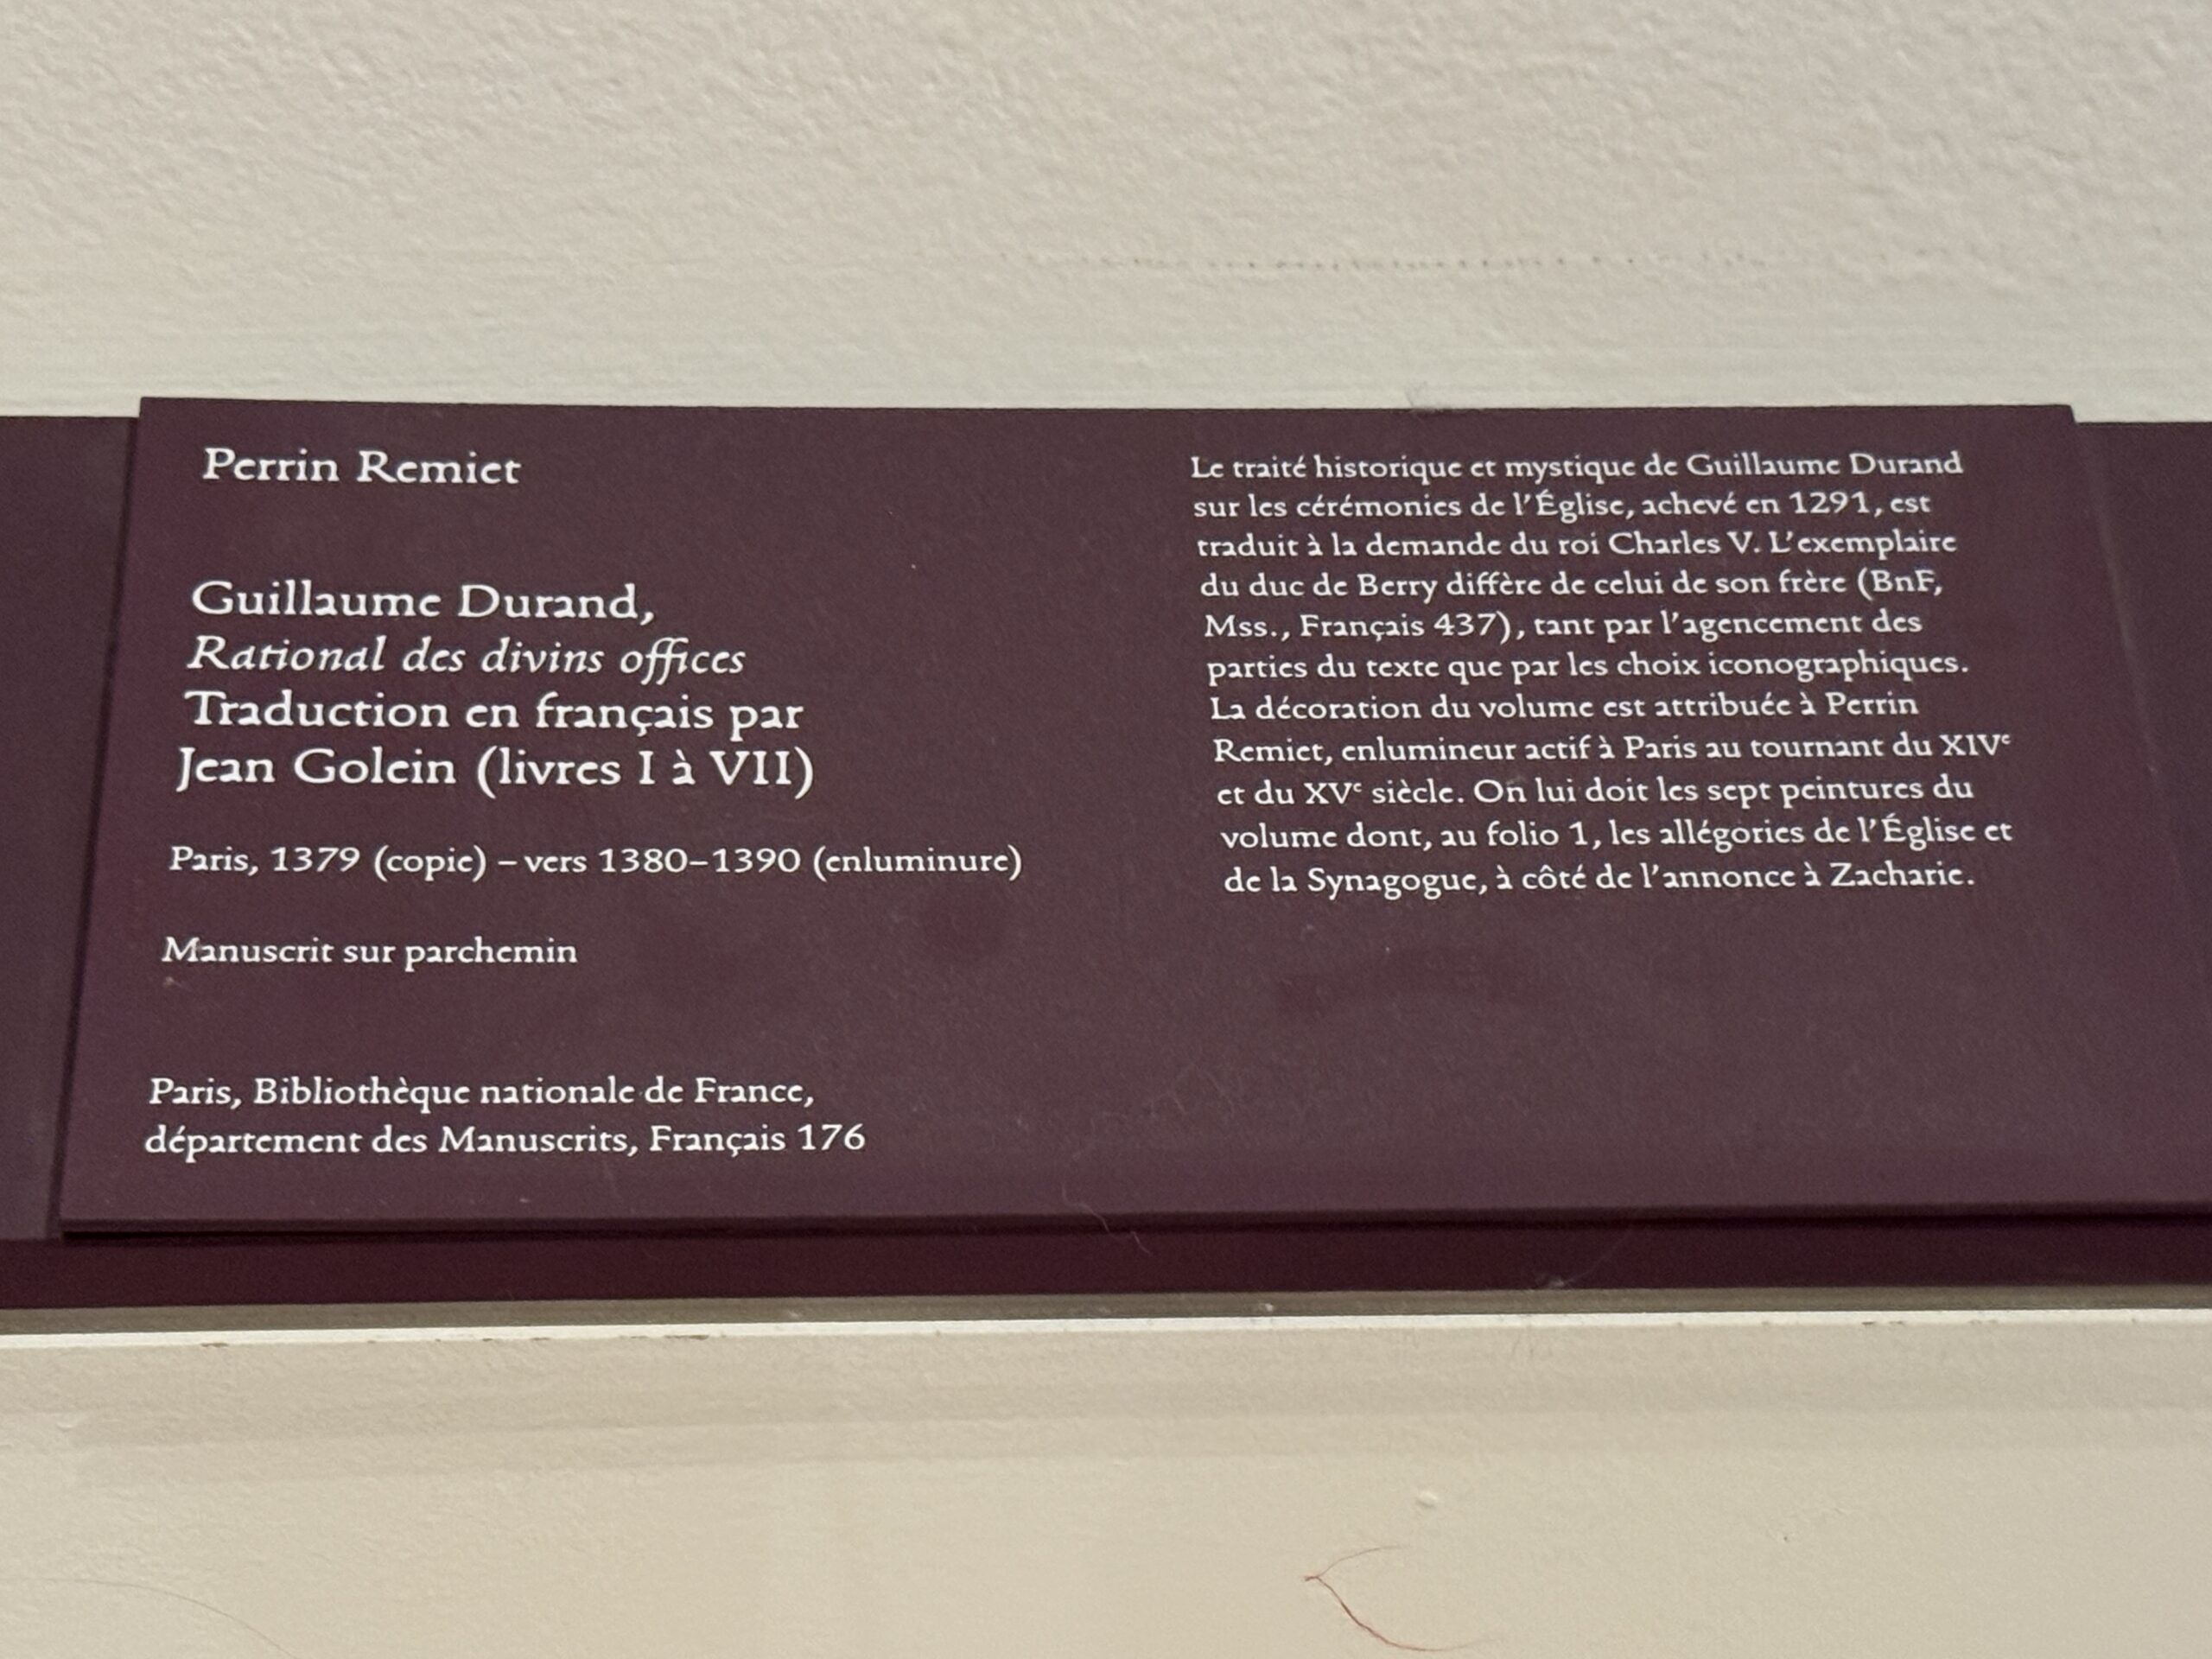 Perrin Remiet
Guillaume Durand,
Rational des divins offices
Traduction en français par
Jean Golein (livres I à VII)
Paris, 1379 (copie) – vers 1380–1390 (enluminure)
Manuscrit sur parchemin
Paris, Bibliothèque nationale de France,
département des Manuscrits, Français 176
Le traité historique et mystique de Guillaume Durand
sur les cérémonies de l'Église, achevé en 1291, est
traduit à la demande du roi Charles V. L'exemplaire
du duc de Berry diffère de celui de son frère (BnF,
Mss., Français 437), tant par l'agencement des
parties du texte que par les choix iconographiques.
La décoration du volume est attribuée à Perrin
Remiet, enlumineur actif à Paris au tournant du XIVᵉ
et du XVᵉ siècle. On lui doit les sept peintures du
volume dont, au folio 1, les allégories de l'Église et
de la Synagogue, à côté de l'annonce à Zacharie.